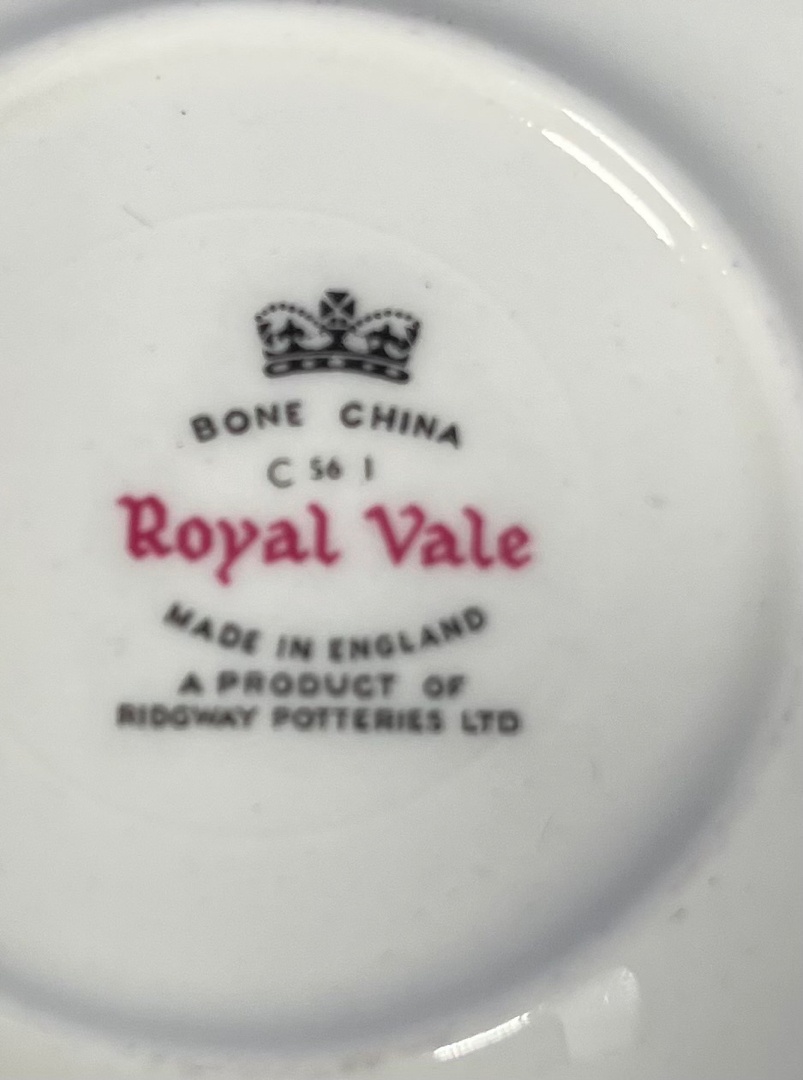 BONE CHINA
C 56 1
Royal Vale
MADE IN ENGLAND
A PRODUCT OF
RIDGWAY POTTERIES LTD